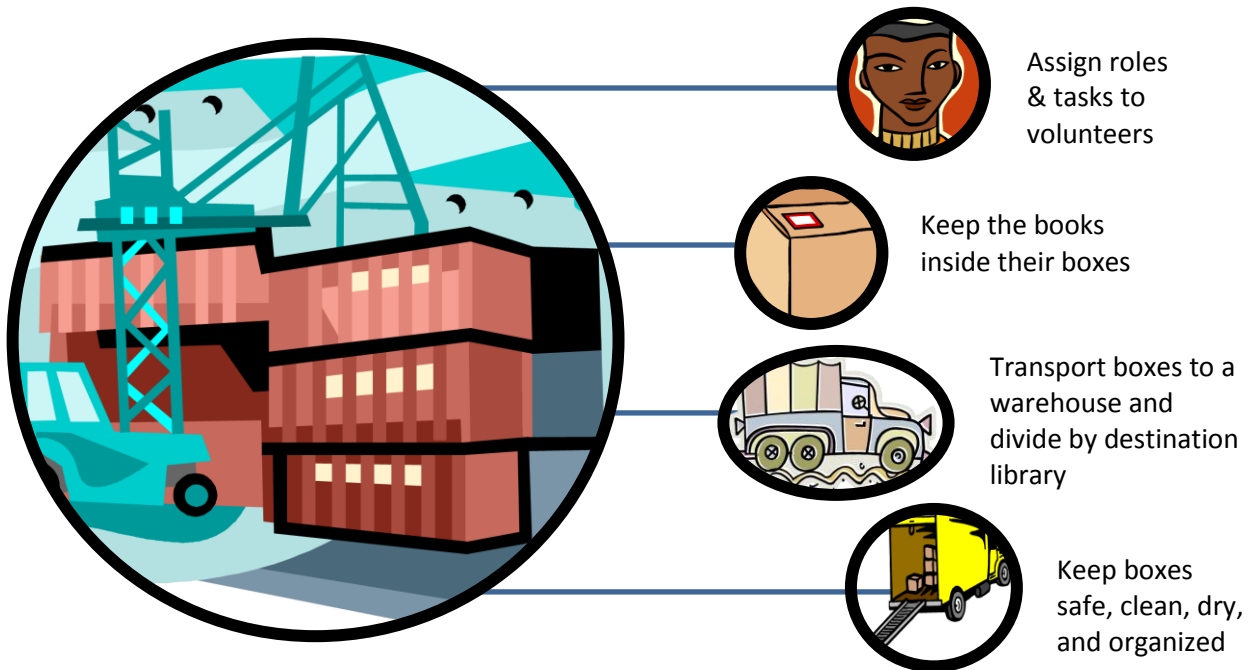 Assign roles
& tasks to
volunteers
Keep the books
inside their boxes
Transport boxes to a
warehouse and
divide by destination
library
Keep boxes
safe, clean, dry,
and organized